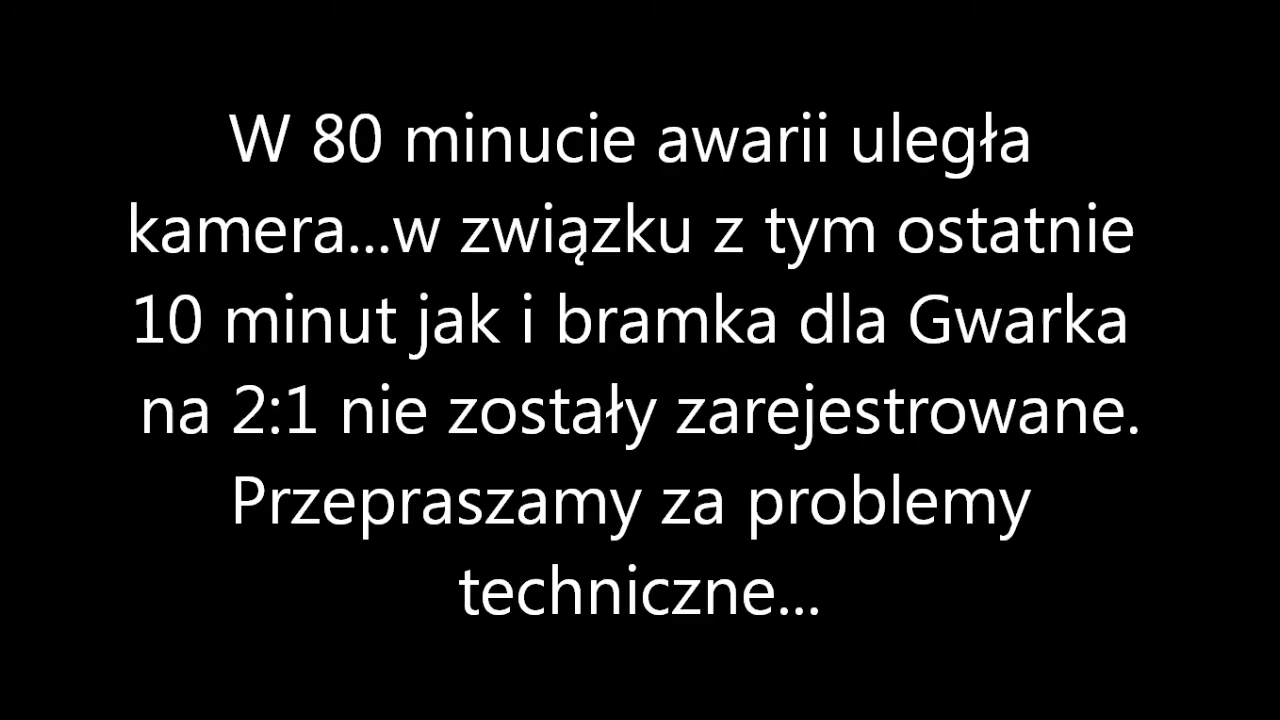 W 80 minucie awarii uległa
kamera...w związku z tym ostatnie
10 minut jak i bramka dla Gwarka
na 2:1 nie zostały zarejestrowane.
Przepraszamy za problemy
techniczne...